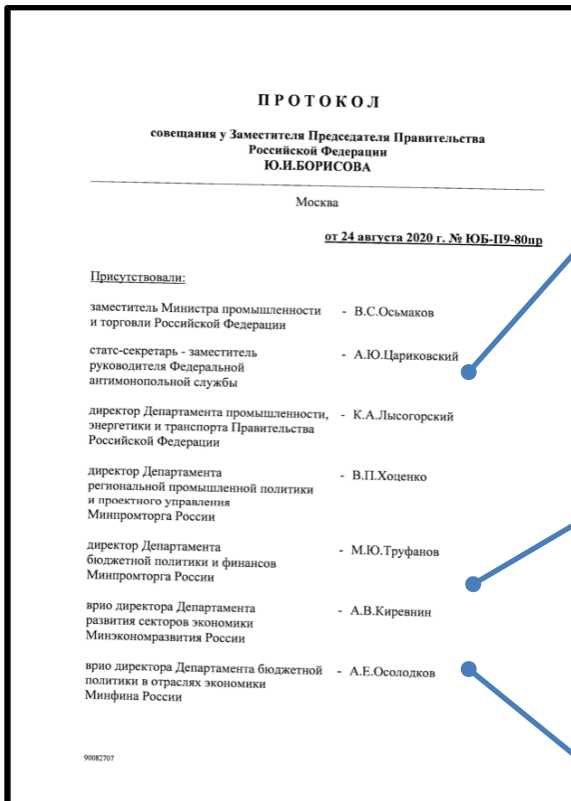 ПРОТОКОЛ
совещания у Заместителя Председателя Правительства
Российской Федерации
Ю.И.БОРИСОВА
Москва
от 24 августа 2020 г. № ЮБ-П9-80пр
Присутствовали:
заместитель Министра промышленности - В.С.Осьмаков
и торговли Российской Федерации
статс-секретарь - заместитель - А.Ю.Цариковский
руководителя Федеральной
антимонопольной службы
директор Департамента промышленности, - К.А.Лысогорский
энергетики и транспорта Правительства
Российской Федерации
директор Департамента - В.П.Хоценко
региональной промышленной политики
и проектного управления
Минпромторга России
директор Департамента - М.Ю.Труфанов
бюджетной политики и финансов
Минпромторга России
врио директора Департамента - А.В.Киревнин
развития секторов экономики
Минэкономразвития России
врио директора Департамента бюджетной - А.Е.Осолодков
политики в отраслях экономики
Минфина России
90082707